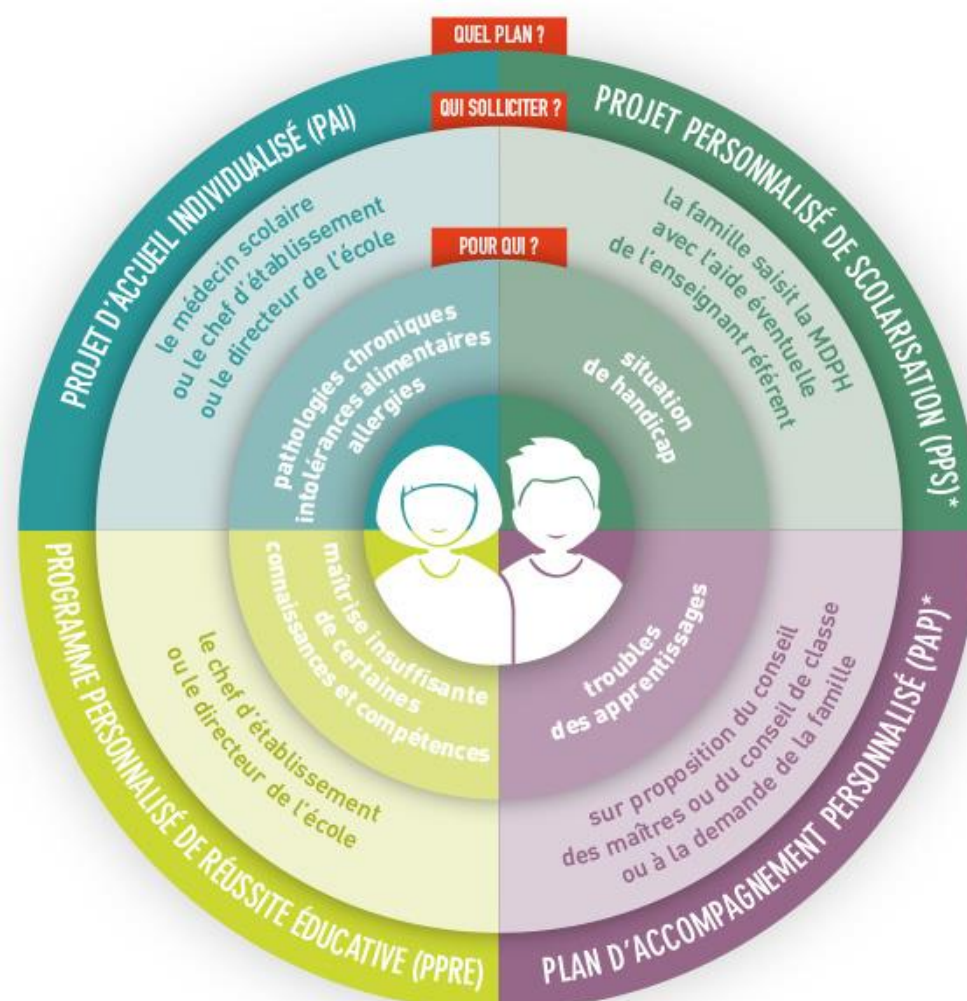 QUEL PLAN ?
QUI SOLLICITER ?
POUR QUI ?
PROJET D'ACCUEIL INDIVIDUALISÉ (PAI)
le médecin scolaire
ou le chef d'établissement
ou le directeur de l'école
pathologies chroniques
intolérances alimentaires
allergies
PROJET PERSONNALISÉ DE SCOLARISATION (PPS)*
la famille saisit la MDPH
avec l'aide éventuelle
de l'enseignant référent
situation
de handicap
PROGRAMME PERSONNALISÉ DE RÉUSSITE ÉDUCATIVE (PPRE)
le chef d'établissement
ou le directeur de l'école
maîtrise insuffisante
de certaines
connaissances et compétences
PLAN D'ACCOMPAGNEMENT PERSONNALISÉ (PAP)*
sur proposition du conseil
des maîtres ou du conseil de classe
ou à la demande de la famille
troubles
des apprentissages